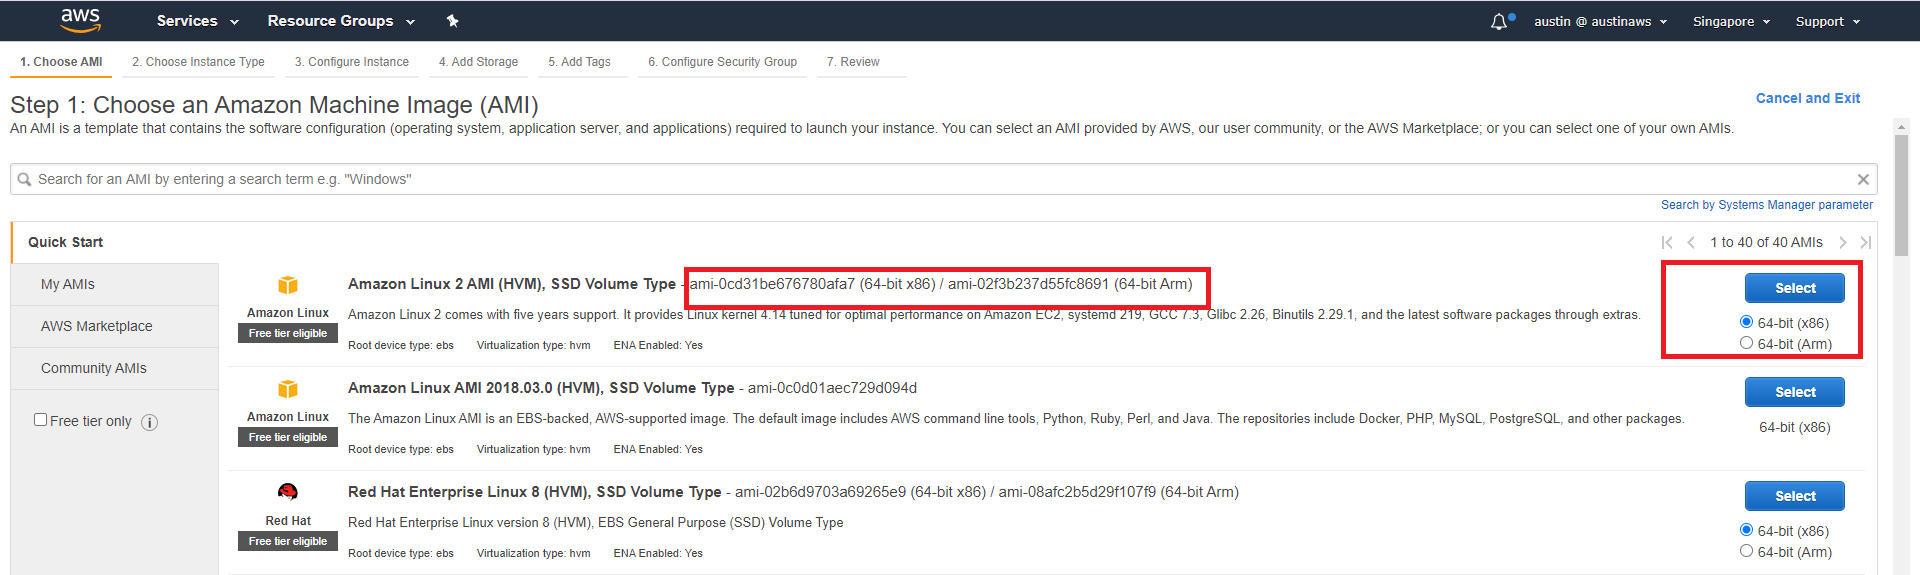 aws Services Resource Groups austin @ austinaws Singapore Support
1. Choose AMI 2. Choose Instance Type 3. Configure Instance 4. Add Storage 5. Add Tags 6. Configure Security Group 7. Review
Step 1: Choose an Amazon Machine Image (AMI)
Cancel and Exit
An AMI is a template that contains the software configuration (operating system, application server, and applications) required to launch your instance. You can select an AMI provided by AWS, our user community, or the AWS Marketplace; or you can select one of your own AMIs.
Search for an AMI by entering a search term e.g. "Windows"
Search by Systems Manager parameter
Quick Start
My AMIs
AWS Marketplace
Community AMIs
Free tier only
1 to 40 of 40 AMIs
Amazon Linux
Free tier eligible
Amazon Linux 2 AMI (HVM), SSD Volume Type - ami-0cd31be676780afa7 (64-bit x86) / ami-02f3b237d55fc8691 (64-bit Arm)
Amazon Linux 2 comes with five years support. It provides Linux kernel 4.14 tuned for optimal performance on Amazon EC2, systemd 219, GCC 7.3, Glibc 2.26, Binutils 2.29.1, and the latest software packages through extras.
Root device type: ebs Virtualization type: hvm ENA Enabled: Yes
Select
64-bit (x86)
64-bit (Arm)
Amazon Linux
Free tier eligible
Amazon Linux AMI 2018.03.0 (HVM), SSD Volume Type - ami-0c0d01aec729d094d
The Amazon Linux AMI is an EBS-backed, AWS-supported image. The default image includes AWS command line tools, Python, Ruby, Perl, and Java. The repositories include Docker, PHP, MySQL, PostgreSQL, and other packages.
Root device type: ebs Virtualization type: hvm ENA Enabled: Yes
Select
64-bit (x86)
Red Hat
Free tier eligible
Red Hat Enterprise Linux 8 (HVM), SSD Volume Type - ami-02b6d9703a69265e9 (64-bit x86) / ami-08afc2b5d29f107f9 (64-bit Arm)
Red Hat Enterprise Linux version 8 (HVM), EBS General Purpose (SSD) Volume Type
Root device type: ebs Virtualization type: hvm ENA Enabled: Yes
Select
64-bit (x86)
64-bit (Arm)